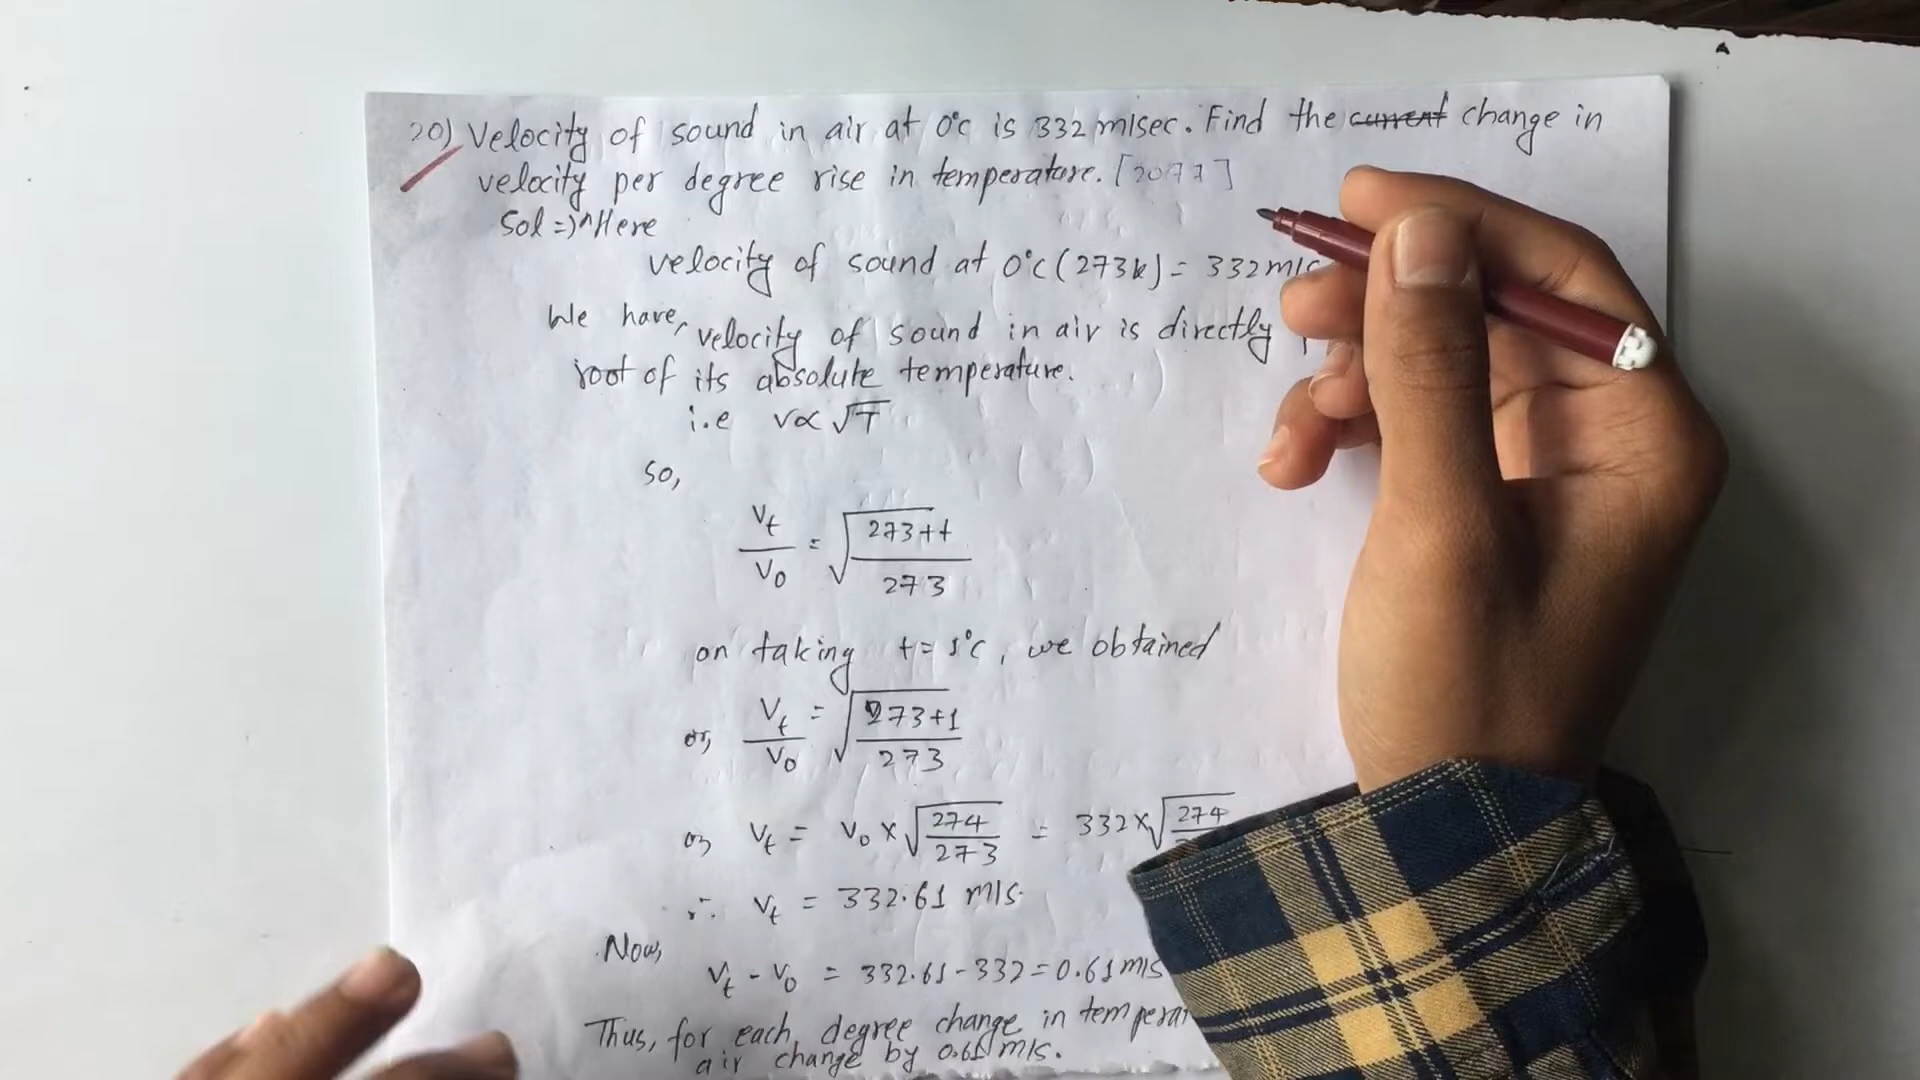 20) Velocity of sound in air at 0°c is 332 m/sec. Find the current change in
velocity per degree rise in temperature. [2077]
Sol => Here
velocity of sound at 0°c (273k) = 332 m/s
We have, velocity of sound in air is directly
root of its absolute temperature.
i.e v∝ √T
So,
Vt/V0 = √(273+t/273)
on taking t = 1°c, we obtained
or, Vt/V0 = √(273+1/273)
or Vt = V0 × √(274/273) = 332×√274
∴ Vt = 332.61 m/s.
Now,
Vt - V0 = 332.61 - 332 = 0.61 m/s
Thus, for each degree change in
air change by 0.61 m/s.